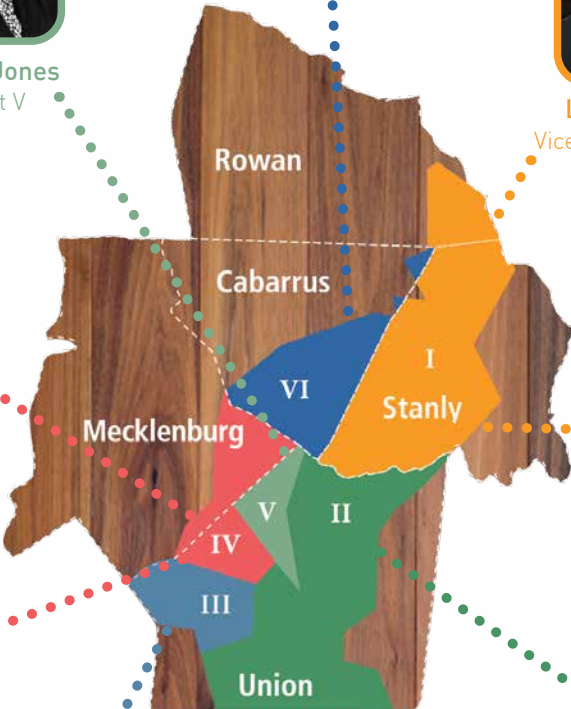 Jones
t V
L
Vice
Rowan
Cabarrus
I
VI
Stanly
Mecklenburg
V
II
IV
III
Union